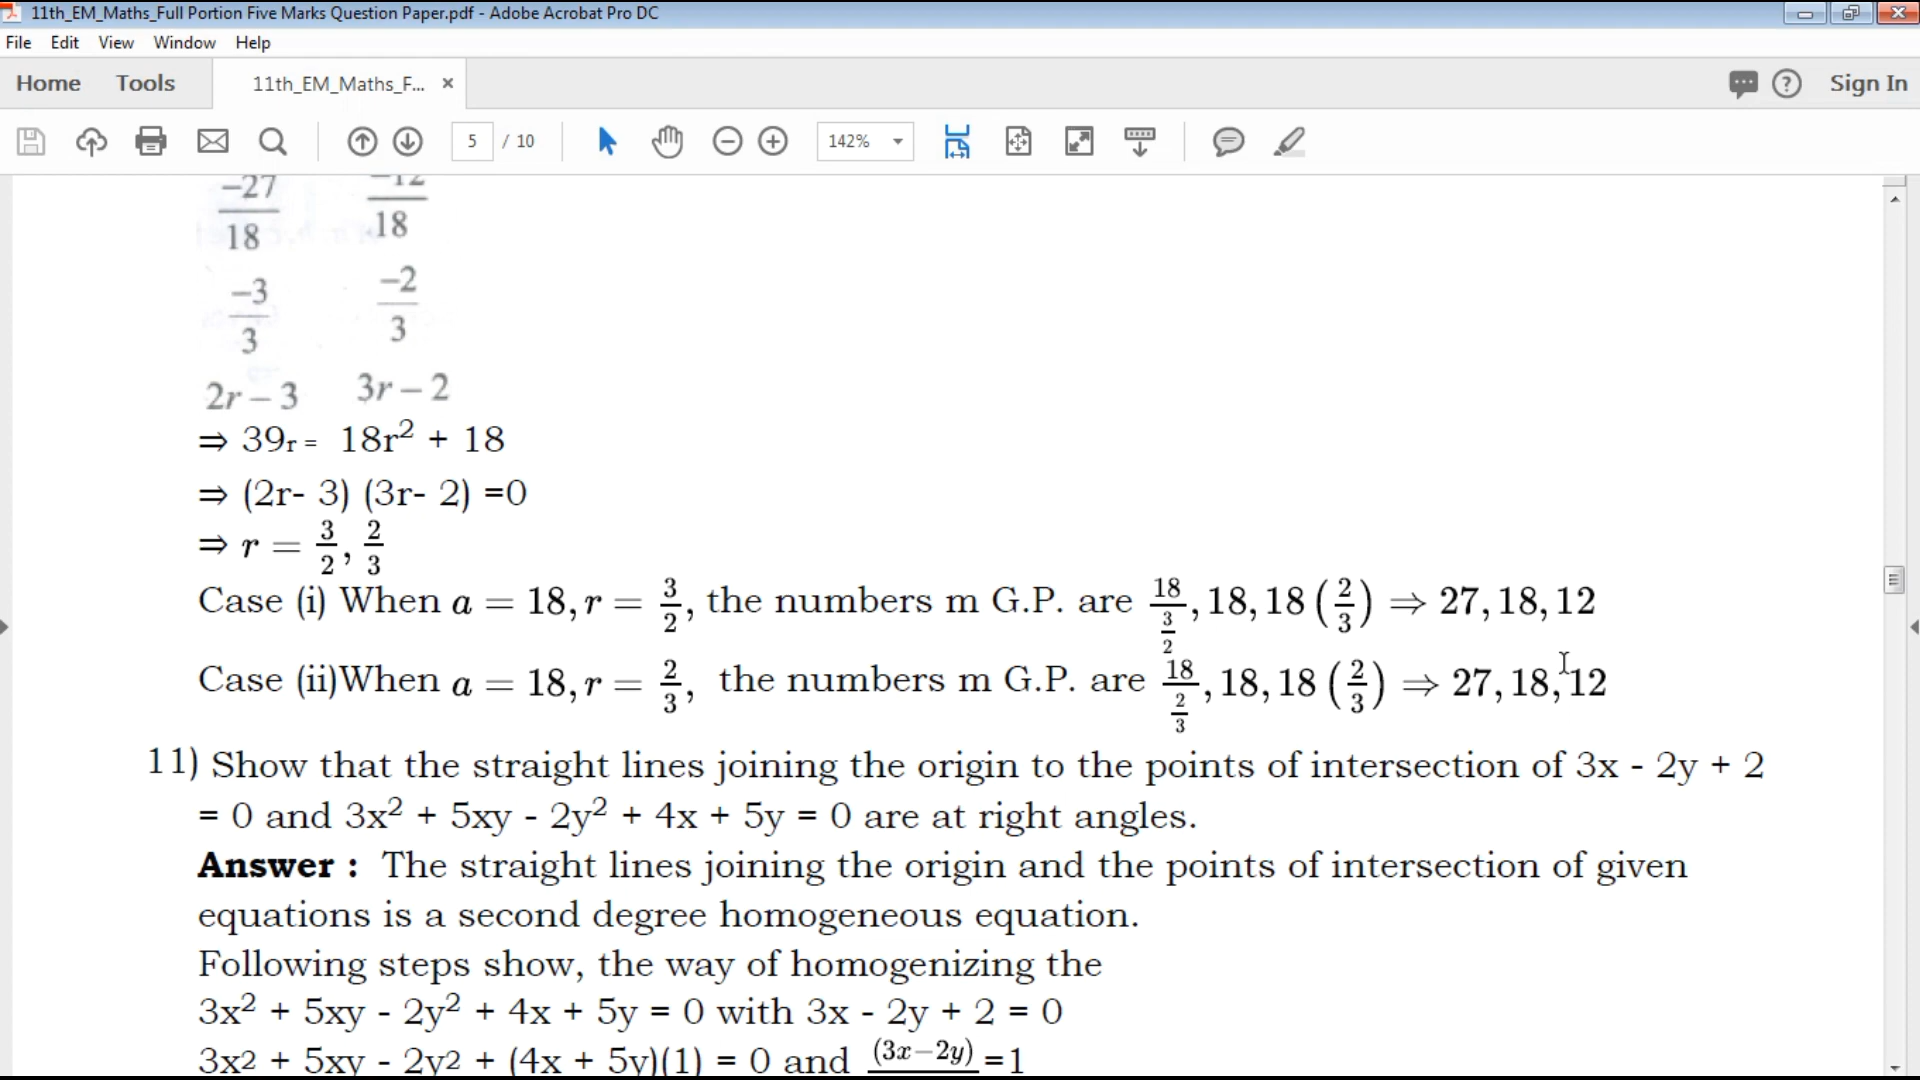 11th_EM_Maths_Full Portion Five Marks Question Paper.pdf - Adobe Acrobat Pro DC
File Edit View Window Help
Home Tools 11th_EM_Maths_F... × Sign In
5 / 10 142%
−27/18 −12/18
−3/3 −2/3
2r – 3 3r – 2
⇒ 39r = 18r² + 18
⇒ (2r- 3) (3r- 2) =0
⇒ r = 3/2, 2/3
Case (i) When a = 18, r = 3/2, the numbers m G.P. are 18/(3/2), 18, 18(2/3) ⇒ 27, 18, 12
Case (ii)When a = 18, r = 2/3, the numbers m G.P. are 18/(2/3), 18, 18(2/3) ⇒ 27, 18, 12
11) Show that the straight lines joining the origin to the points of intersection of 3x - 2y + 2
= 0 and 3x² + 5xy - 2y² + 4x + 5y = 0 are at right angles.
Answer : The straight lines joining the origin and the points of intersection of given
equations is a second degree homogeneous equation.
Following steps show, the way of homogenizing the
3x² + 5xy - 2y² + 4x + 5y = 0 with 3x - 2y + 2 = 0
3x2 + 5xy - 2y2 + (4x + 5y)(1) = 0 and (3x−2y) =1